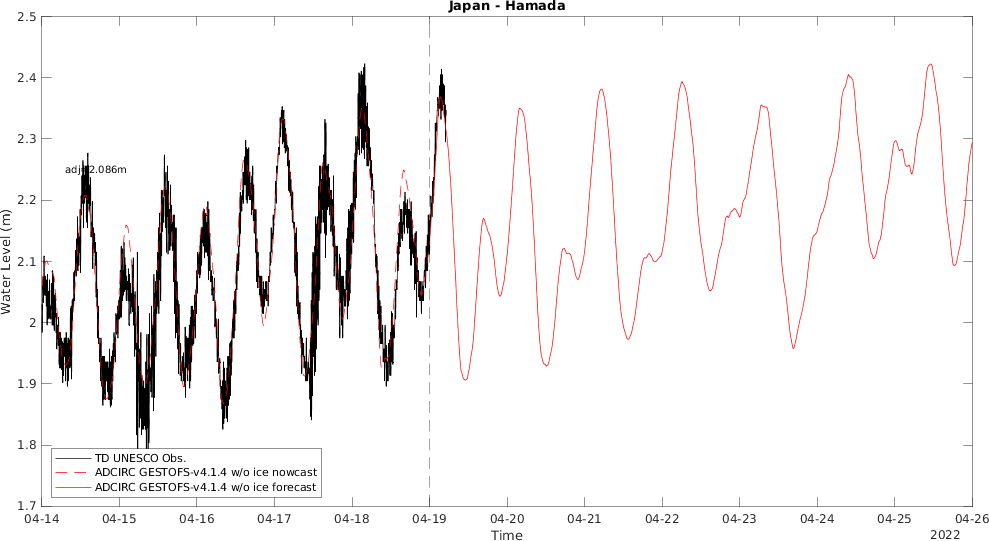 Japan - Hamada
2.5
2.4
2.3
2.2
2.1
2
1.9
1.8
1.7
Water Level (m)
adj=2.086m
TD UNESCO Obs.
ADCIRC GESTOFS-v4.1.4 w/o ice nowcast
ADCIRC GESTOFS-v4.1.4 w/o ice forecast
04-14 04-15 04-16 04-17 04-18 04-19 04-20 04-21 04-22 04-23 04-24 04-25 04-26
Time
2022